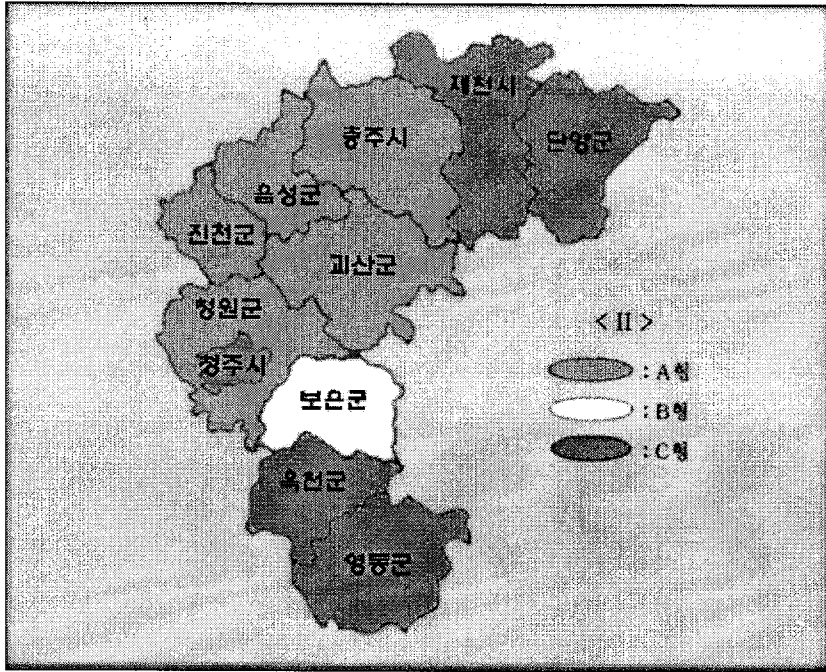 제천시
충주시
단양군
음성군
진천군
괴산군
청원군
<II>
청주시
: A형
보은군
: B형
: C형
옥천군
영동군